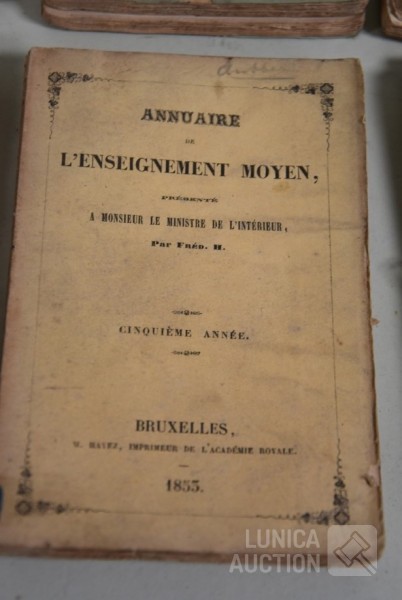 ANNUAIRE
DE
L'ENSEIGNEMENT MOYEN,
PRÉSENTÉ
A MONSIEUR LE MINISTRE DE L'INTÉRIEUR,
Par Fréd. H.
CINQUIÈME ANNÉE.
BRUXELLES,
M. HAYEZ, IMPRIMEUR DE L'ACADÉMIE ROYALE.
1853.
LUNICA
AUCTION